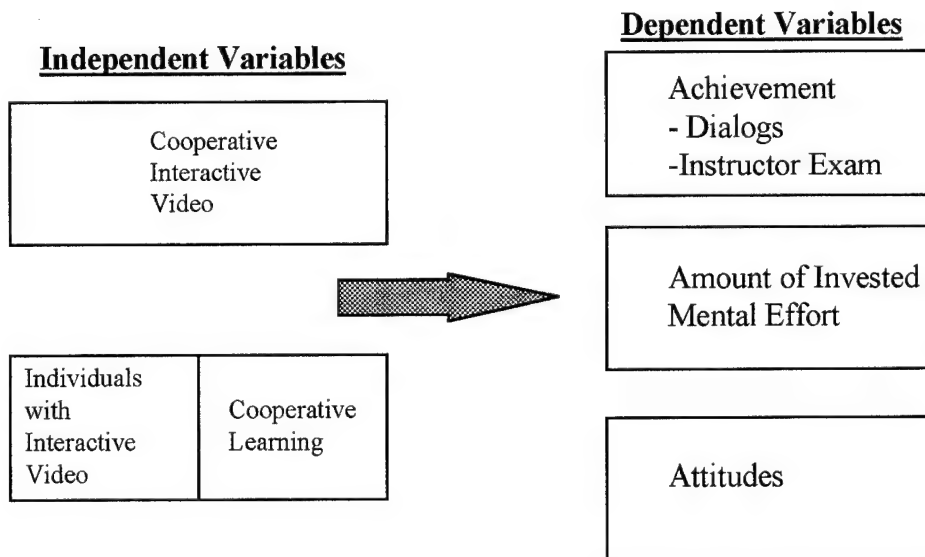 Independent Variables
Cooperative
Interactive
Video
Individuals
with
Interactive
Video
Cooperative
Learning
Dependent Variables
Achievement
- Dialogs
-Instructor Exam
Amount of Invested
Mental Effort
Attitudes